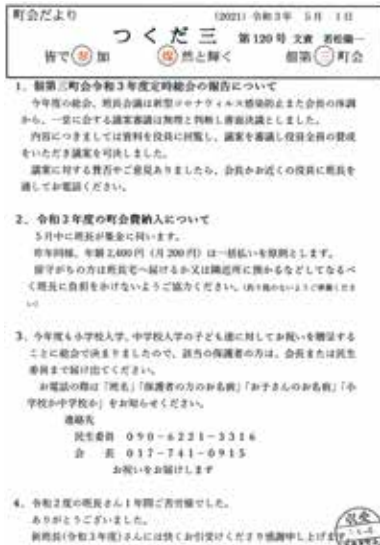 町会だより
(2021) 令和3年 5月 1日
つくだ三 第120号 文責 若松
皆で参加 燦然と輝く 佃第三町会
1、佃第三町会令和3年度定時総会の報告について
今年度の総会、班長会議は新型コロナウィルス感染防止また会長の体調
から、一堂に会する議案審議は無理と判断し書面決議としました。
内容につきましては資料を役員に回覧し、議案を審議し役員全員の賛成
をいただき議案を可決しました。
議案に対する賛否やご意見ありましたら、会長かお近くの役員に班長を
通してお電話ください。
2、令和3年度の町会費納入について
5月中に班長が集金に伺います。
昨年同様、年額2,400円(月200円)は一括払いを原則とします。
留守がちの方は班長宅へ届けるか又は隣近所に預かるなどしてなるべ
く班長に負担をかけないようご協力ください。
3、今年度も小学校入学、中学校入学の子ども達に対してお祝いを贈呈する
ことに総会で決まりましたので、該当の保護者の方は、会長または民生
委員まで届け出てください。
お電話の際は「班名」「保護者の方のお名前」「お子さんのお名前」「小
学校か中学校か」をお知らせください。
連絡先
民生委員 090-6221-3316
会 長 017-741-0915
お祝いをお届けします
4、令和2度の班長さん1年間ご苦労様でした。
ありがとうございました。
新班長(令和3年度)さんには快くお引受けくださり感謝申し上げます